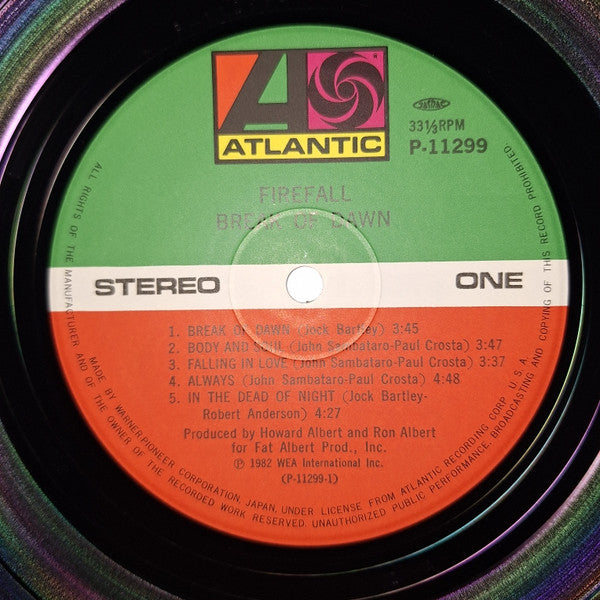 ATLANTIC
JASRAC
33⅓RPM
P-11299
FIREFALL
BREAK OF DAWN
STEREO
ONE
1. BREAK OF DAWN (Jock Bartley) 3:45
2. BODY AND SOUL (John Sambataro-Paul Crosta) 3:47
3. FALLING IN LOVE (John Sambataro-Paul Crosta) 3:37
4. ALWAYS (John Sambataro-Paul Crosta) 4:48
5. IN THE DEAD OF NIGHT (Jock Bartley-
Robert Anderson) 4:27
Produced by Howard Albert and Ron Albert
for Fat Albert Prod., Inc.
℗ 1982 WEA International Inc.
(P-11299-1)
MADE BY WARNER-PIONEER CORPORATION, JAPAN, UNDER LICENSE FROM ATLANTIC RECORDING CORP. U.S.A.
ALL RIGHTS OF THE MANUFACTURER AND OF THE OWNER OF THE RECORDED WORK RESERVED. UNAUTHORIZED PUBLIC PERFORMANCE, BROADCASTING AND COPYING OF THIS RECORD PROHIBITED.